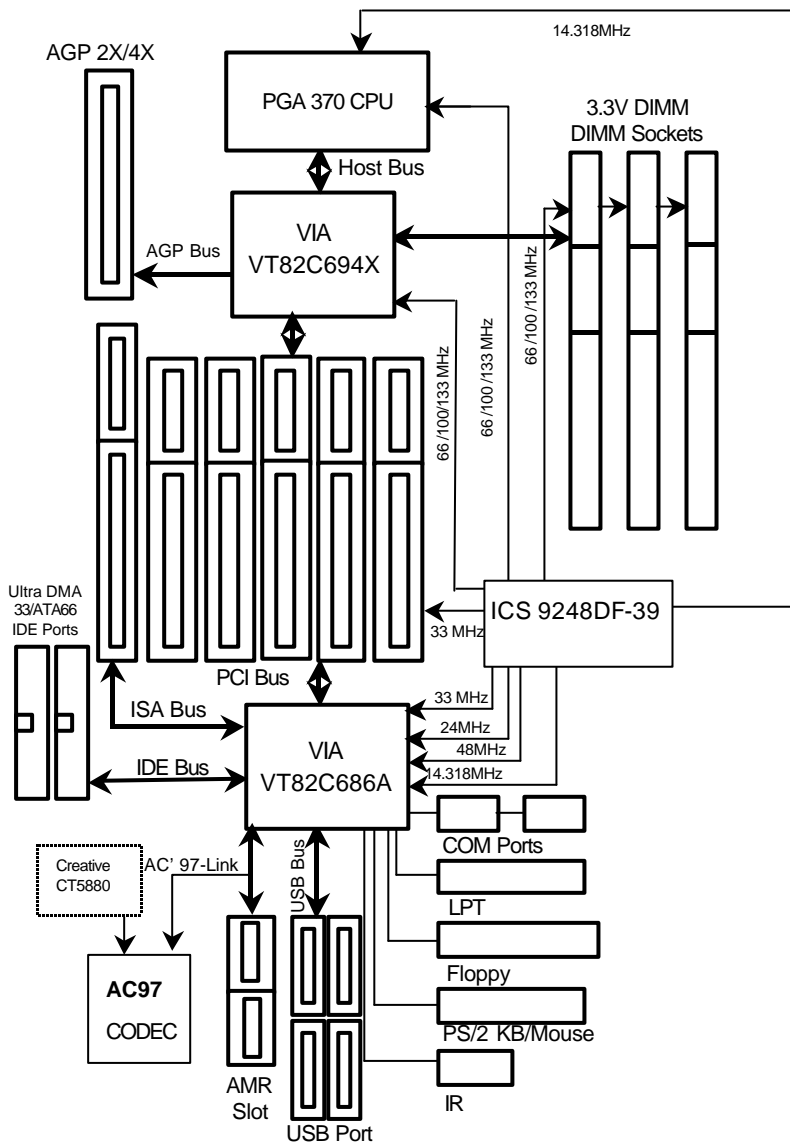 14.318MHz
AGP 2X/4X
PGA 370 CPU
3.3V DIMM
DIMM Sockets
Host Bus
VIA
VT82C694X
AGP Bus
66 /100/133 MHz
66 /100 /133 MHz
66 /100 /133 MHz
Ultra DMA
33/ATA66
IDE Ports
ICS 9248DF-39
33 MHz
PCI Bus
ISA Bus
33 MHz
24MHz
48MHz
14.318MHz
VIA
VT82C686A
IDE Bus
COM Ports
Creative
CT5880
AC' 97-Link
USB Bus
LPT
AC97
CODEC
Floppy
PS/2 KB/Mouse
AMR
Slot
IR
USB Port